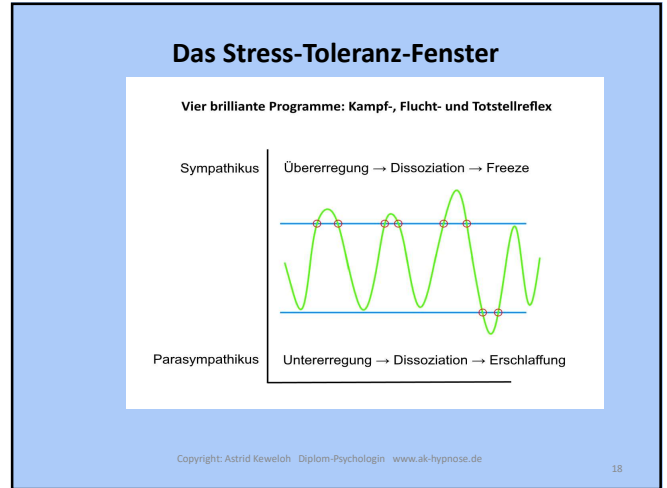 Das Stress-Toleranz-Fenster
Vier brilliante Programme: Kampf-, Flucht- und Totstellreflex
Sympathikus Übererregung → Dissoziation → Freeze
Parasympathikus Untererregung → Dissoziation → Erschlaffung
Copyright: Astrid Keweloh Diplom-Psychologin www.ak-hypnose.de
18